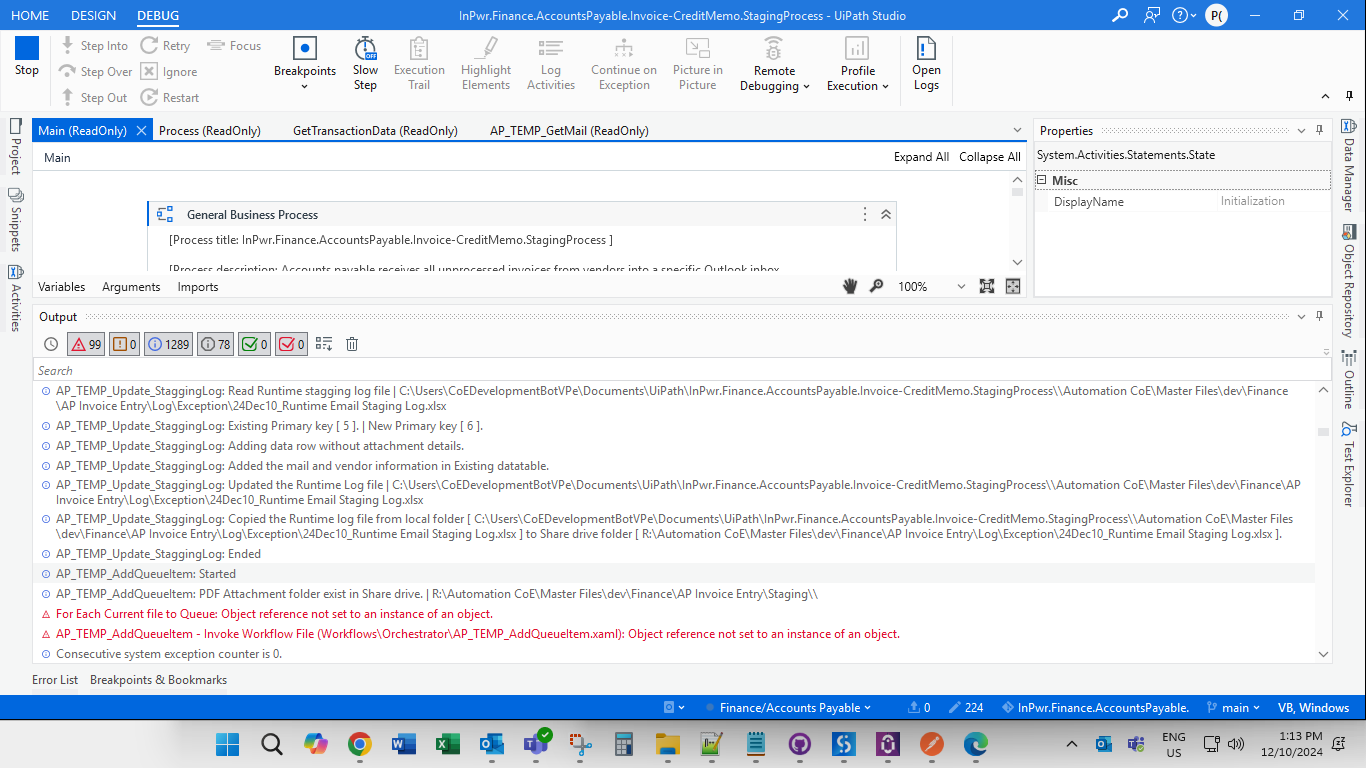 HOME DESIGN DEBUG InPwr.Finance.AccountsPayable.Invoice-CreditMemo.StagingProcess - UiPath Studio P(
Stop
Step Into Retry Focus
Step Over Ignore
Step Out Restart
Breakpoints
Slow Step
Execution Trail
Highlight Elements
Log Activities
Continue on Exception
Picture in Picture
Remote Debugging
Profile Execution
Open Logs
Project
Snippets
Activities
Main (ReadOnly) Process (ReadOnly) GetTransactionData (ReadOnly) AP_TEMP_GetMail (ReadOnly)
Main Expand All Collapse All
General Business Process
[Process title: InPwr.Finance.AccountsPayable.Invoice-CreditMemo.StagingProcess ]
[Process description: Accounts payable receives all unprocessed invoices from vendors into a specific Outlook inbox
Variables Arguments Imports 100%
Properties
System.Activities.Statements.State
Misc
DisplayName Initialization
Data Manager
Object Repository
Outline
Test Explorer
Output
99 0 1289 78 0 0
Search
AP_TEMP_Update_StaggingLog: Read Runtime stagging log file | C:\Users\CoEDevelopmentBotVPe\Documents\UiPath\InPwr.Finance.AccountsPayable.Invoice-CreditMemo.StagingProcess\\Automation CoE\Master Files\dev\Finance
\AP Invoice Entry\Log\Exception\24Dec10_Runtime Email Staging Log.xlsx
AP_TEMP_Update_StaggingLog: Existing Primary key [ 5 ]. | New Primary key [ 6 ].
AP_TEMP_Update_StaggingLog: Adding data row without attachment details.
AP_TEMP_Update_StaggingLog: Added the mail and vendor information in Existing datatable.
AP_TEMP_Update_StaggingLog: Updated the Runtime Log file | C:\Users\CoEDevelopmentBotVPe\Documents\UiPath\InPwr.Finance.AccountsPayable.Invoice-CreditMemo.StagingProcess\\Automation CoE\Master Files\dev\Finance\AP
Invoice Entry\Log\Exception\24Dec10_Runtime Email Staging Log.xlsx
AP_TEMP_Update_StaggingLog: Copied the Runtime log file from local folder [ C:\Users\CoEDevelopmentBotVPe\Documents\UiPath\InPwr.Finance.AccountsPayable.Invoice-CreditMemo.StagingProcess\\Automation CoE\Master Files
\dev\Finance\AP Invoice Entry\Log\Exception\24Dec10_Runtime Email Staging Log.xlsx ] to Share drive folder [ R:\Automation CoE\Master Files\dev\Finance\AP Invoice Entry\Log\Exception\24Dec10_Runtime Email Staging Log.xlsx ].
AP_TEMP_Update_StaggingLog: Ended
AP_TEMP_AddQueueItem: Started
AP_TEMP_AddQueueItem: PDF Attachment folder exist in Share drive. | R:\Automation CoE\Master Files\dev\Finance\AP Invoice Entry\Staging\\
For Each Current file to Queue: Object reference not set to an instance of an object.
AP_TEMP_AddQueueItem - Invoke Workflow File (Workflows\Orchestrator\AP_TEMP_AddQueueItem.xaml): Object reference not set to an instance of an object.
Consecutive system exception counter is 0.
Error List Breakpoints & Bookmarks
Finance/Accounts Payable 0 224 InPwr.Finance.AccountsPayable. main VB, Windows
ENG
US
1:13 PM
12/10/2024